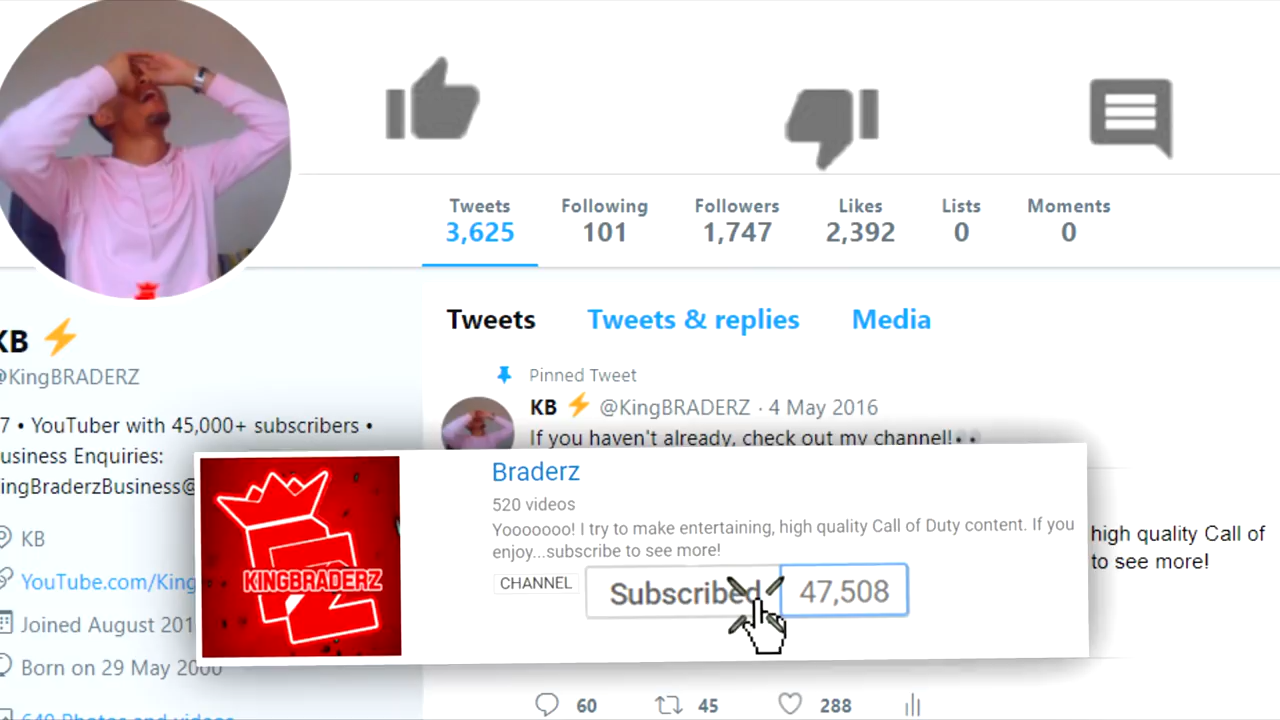 Tweets Following Followers Likes Lists Moments
3,625 101 1,747 2,392 0 0
Tweets Tweets & replies Media
Pinned Tweet
KB @KingBRADERZ · 4 May 2016
If you haven't already, check out my channel!
KB
@KingBRADERZ
7 • YouTuber with 45,000+ subscribers •
usiness Enquiries:
ingBraderzBusiness@
KB
YouTube.com/King
Joined August 201
Born on 29 May 2000
640 Photos and videos
KINGBRADERZ
Braderz
520 videos
Yooooooo! I try to make entertaining, high quality Call of Duty content. If you
enjoy...subscribe to see more!
CHANNEL Subscribed 47,508
high quality Call of
to see more!
60 45 288